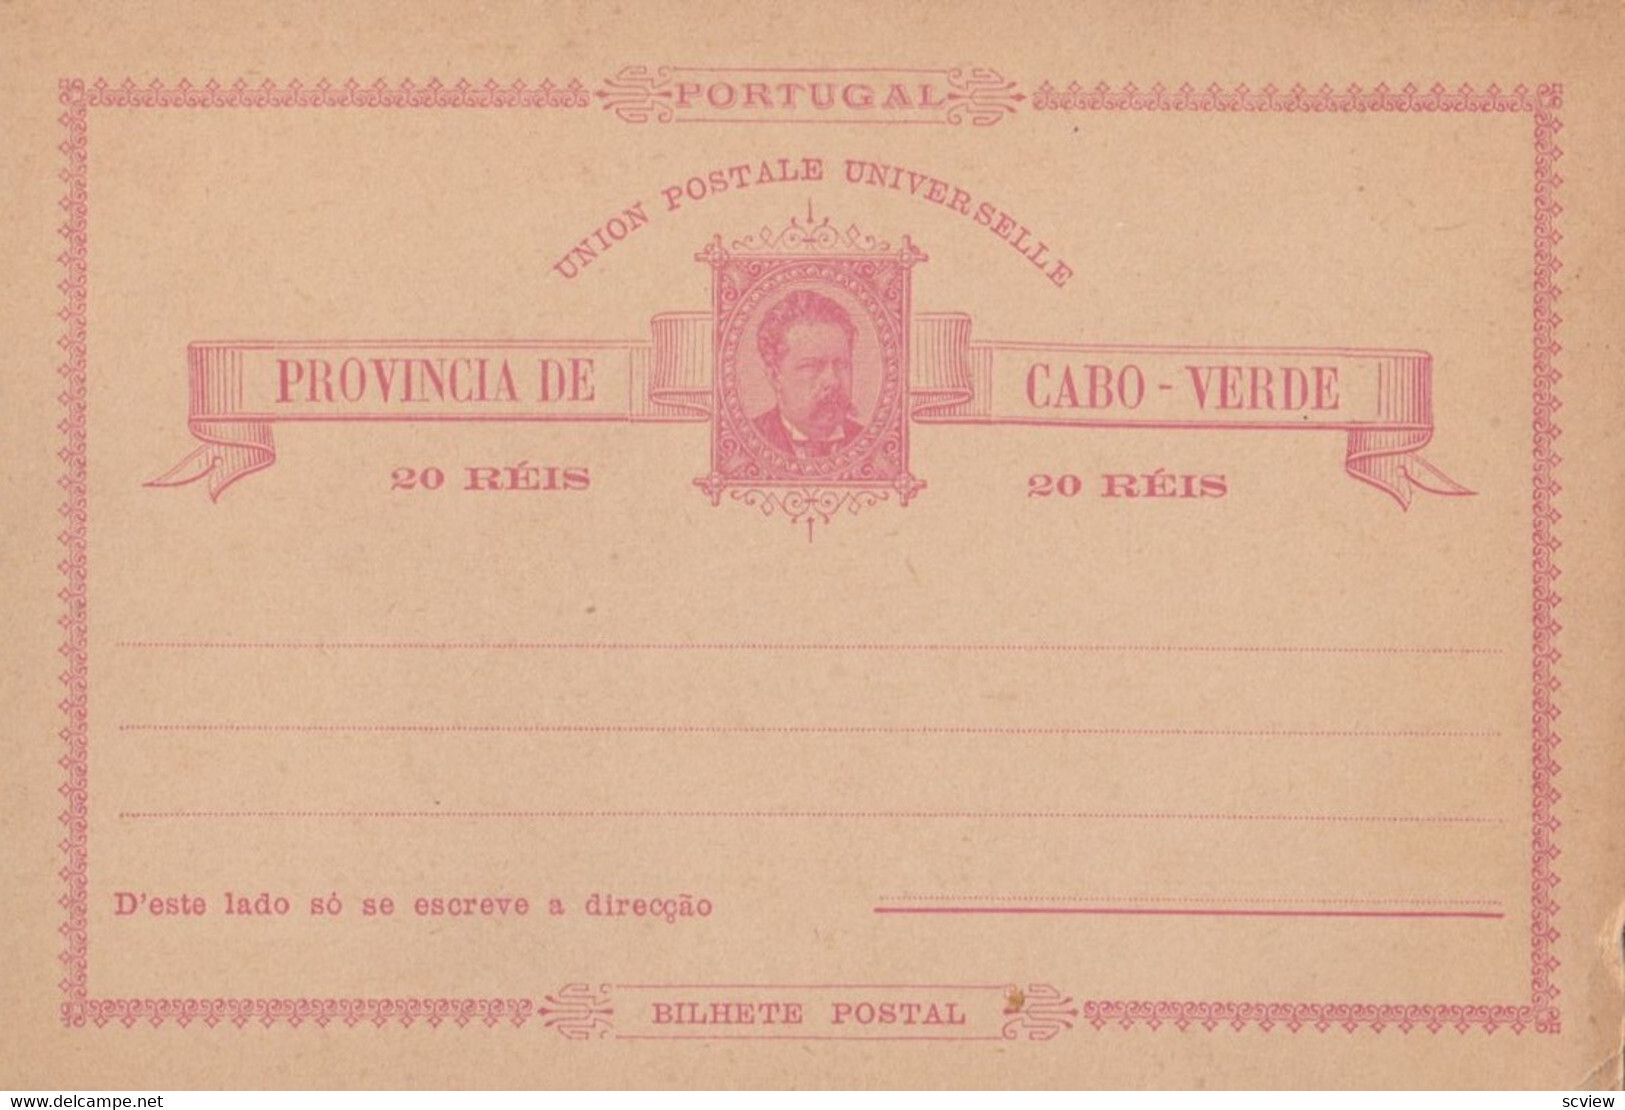 PORTUGAL
UNION POSTALE UNIVERSELLE
PROVINCIA DE CABO-VERDE
20 RÉIS 20 RÉIS
D'este lado só se escreve a direcção
BILHETE POSTAL
www.delcampe.net scview